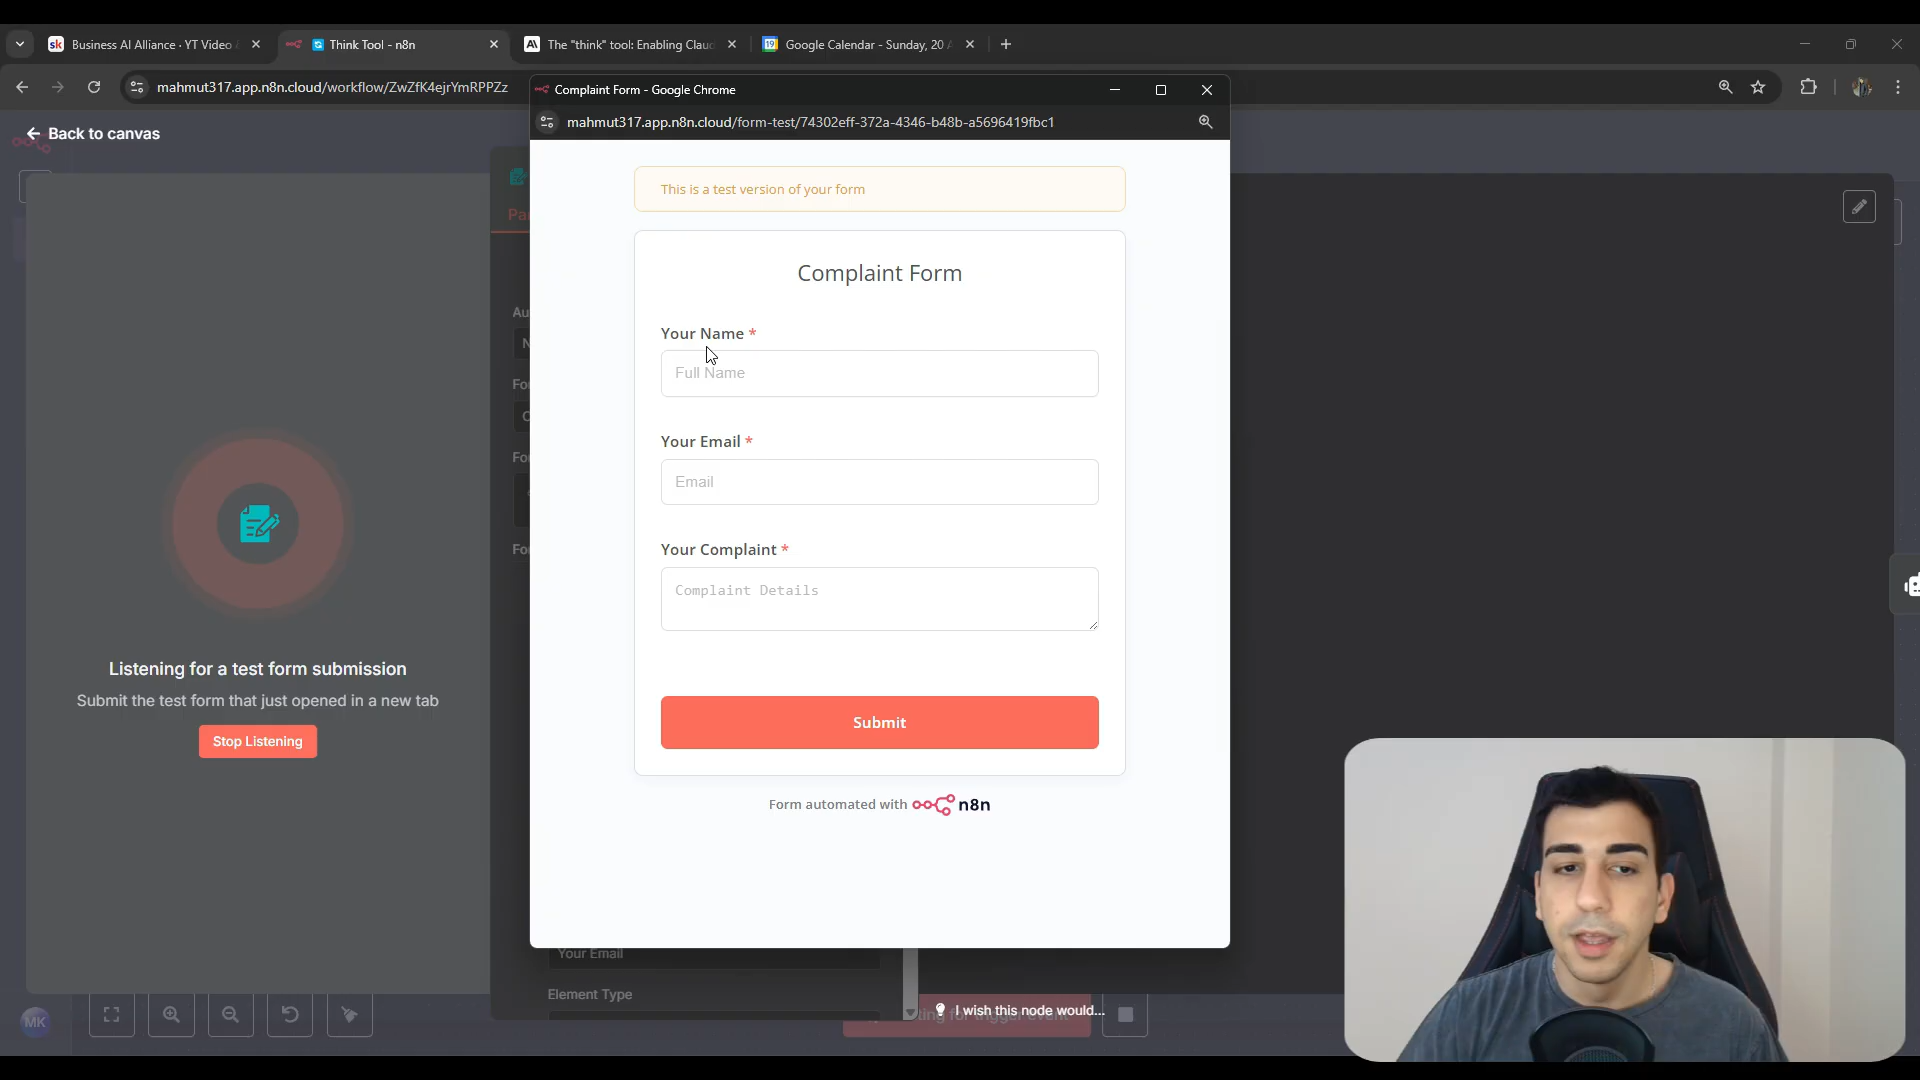 Business AI Alliance · YT Video
Think Tool - n8n
The "think" tool: Enabling Clau
Google Calendar - Sunday, 20 A
mahmut317.app.n8n.cloud/workflow/ZwZfK4ejrYmRPPZz
Complaint Form - Google Chrome
mahmut317.app.n8n.cloud/form-test/74302eff-372a-4346-b48b-a5696419fbc1
Back to canvas
This is a test version of your form
Complaint Form
Your Name *
Full Name
Your Email *
Email
Your Complaint *
Complaint Details
Submit
Form automated with n8n
Listening for a test form submission
Submit the test form that just opened in a new tab
Stop Listening
Your Email
Element Type
I wish this node would...
for trigger event
MK